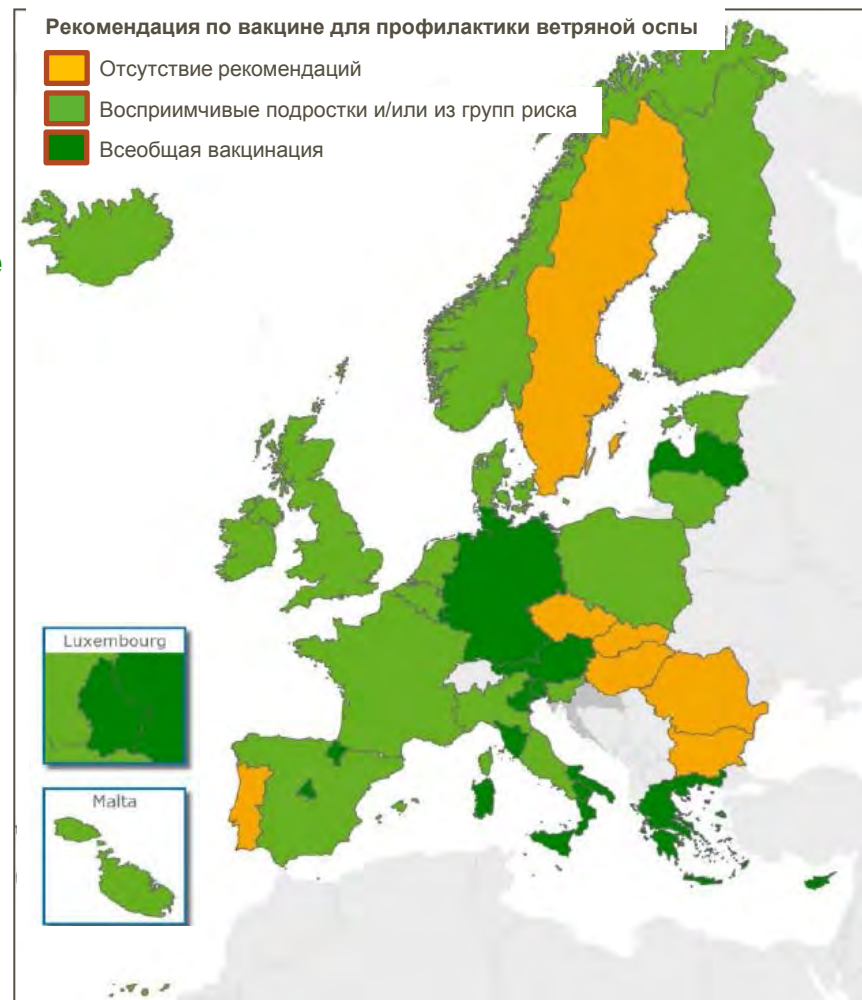 Рекомендация по вакцине для профилактики ветряной оспы
Отсутствие рекомендаций
Восприимчивые подростки и/или из групп риска
Всеобщая вакцинация
е
Luxembourg
Malta